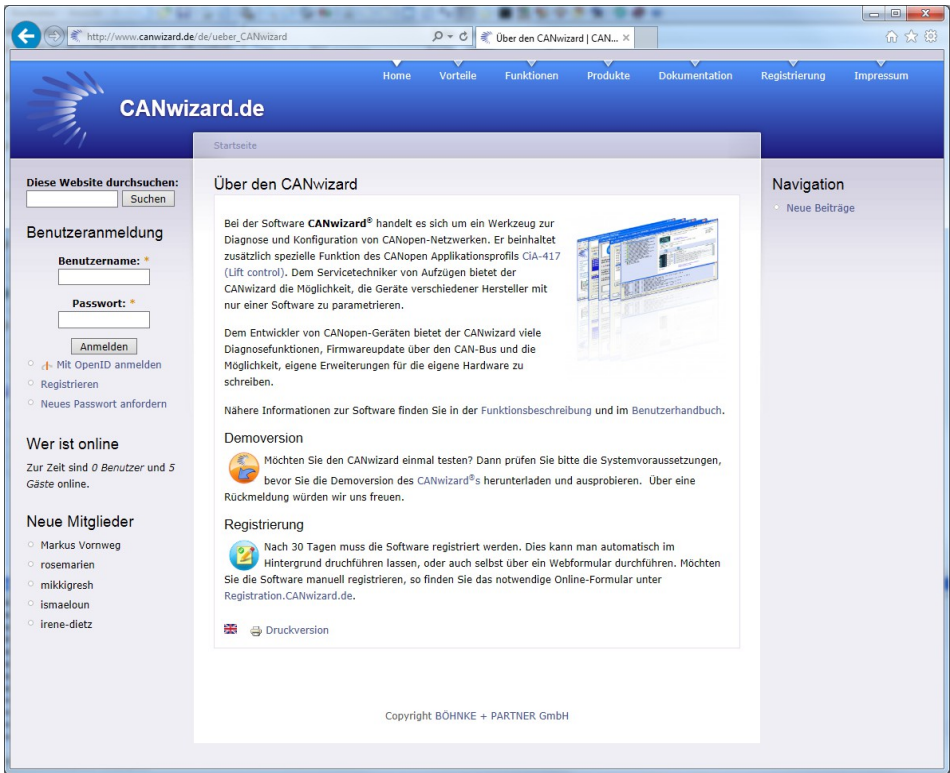 http://www.canwizard.de/de/ueber_CANwizard
Über den CANwizard | CAN...
Home Vorteile Funktionen Produkte Dokumentation Registrierung Impressum
CANwizard.de
Startseite
Diese Website durchsuchen:
Suchen
Benutzeranmeldung
Benutzername: *
Passwort: *
Anmelden
Mit OpenID anmelden
Registrieren
Neues Passwort anfordern
Wer ist online
Zur Zeit sind 0 Benutzer und 5
Gäste online.
Neue Mitglieder
Markus Vornweg
rosemarien
mikkigresh
ismaeloun
irene-dietz
Über den CANwizard
Bei der Software CANwizard® handelt es sich um ein Werkzeug zur
Diagnose und Konfiguration von CANopen-Netzwerken. Er beinhaltet
zusätzlich spezielle Funktion des CANopen Applikationsprofils CiA-417
(Lift control). Dem Servicetechniker von Aufzügen bietet der
CANwizard die Möglichkeit, die Geräte verschiedener Hersteller mit
nur einer Software zu parametrieren.
Dem Entwickler von CANopen-Geräten bietet der CANwizard viele
Diagnosefunktionen, Firmwareupdate über den CAN-Bus und die
Möglichkeit, eigene Erweiterungen für die eigene Hardware zu
schreiben.
Nähere Informationen zur Software finden Sie in der Funktionsbeschreibung und im Benutzerhandbuch.
Demoversion
Möchten Sie den CANwizard einmal testen? Dann prüfen Sie bitte die Systemvoraussetzungen,
bevor Sie die Demoversion des CANwizard®s herunterladen und ausprobieren. Über eine
Rückmeldung würden wir uns freuen.
Registrierung
Nach 30 Tagen muss die Software registriert werden. Dies kann man automatisch im
Hintergrund druchführen lassen, oder auch selbst über ein Webformular durchführen. Möchten
Sie die Software manuell registrieren, so finden Sie das notwendige Online-Formular unter
Registration.CANwizard.de.
Druckversion
Navigation
Neue Beiträge
Copyright BÖHNKE + PARTNER GmbH